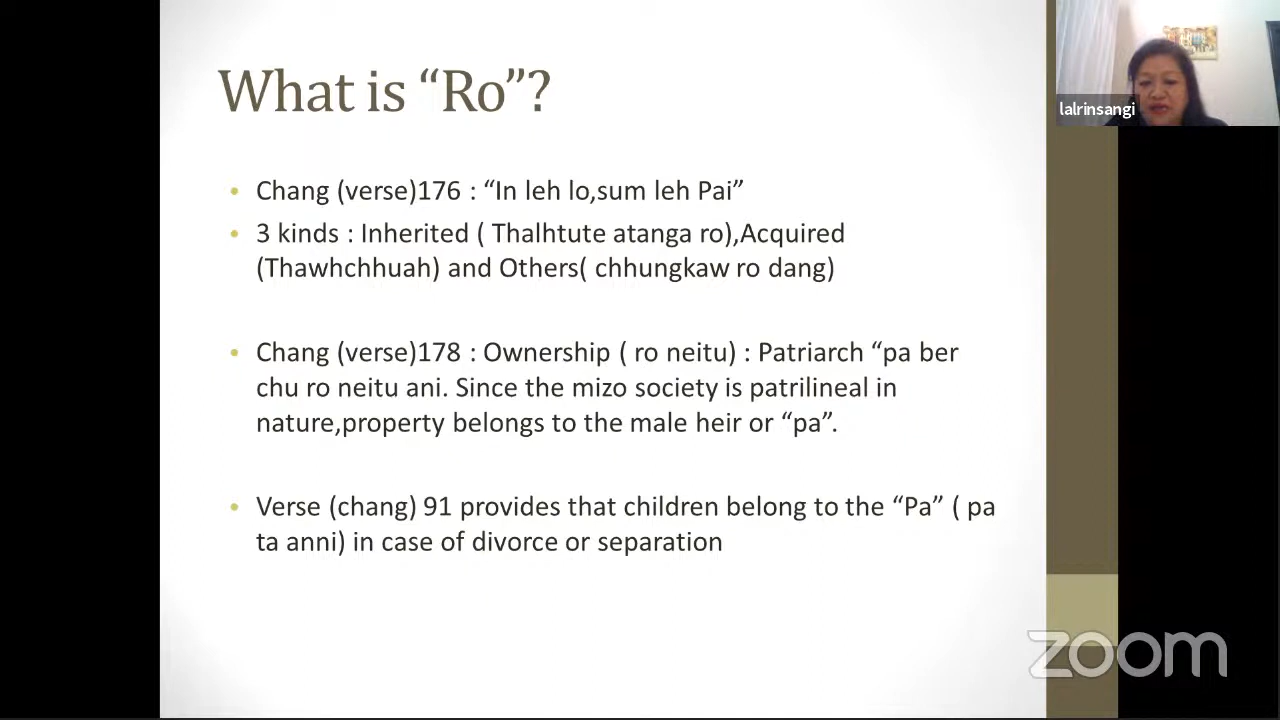 What is “Ro”?
Chang (verse)176 : “In leh lo,sum leh Pai”
3 kinds : Inherited ( Thalhtute atanga ro),Acquired
(Thawhchhuah) and Others( chhungkaw ro dang)
Chang (verse)178 : Ownership ( ro neitu) : Patriarch “pa ber
chu ro neitu ani. Since the mizo society is patrilineal in
nature,property belongs to the male heir or “pa”.
Verse (chang) 91 provides that children belong to the “Pa” ( pa
ta anni) in case of divorce or separation
lalrinsangi
zoom